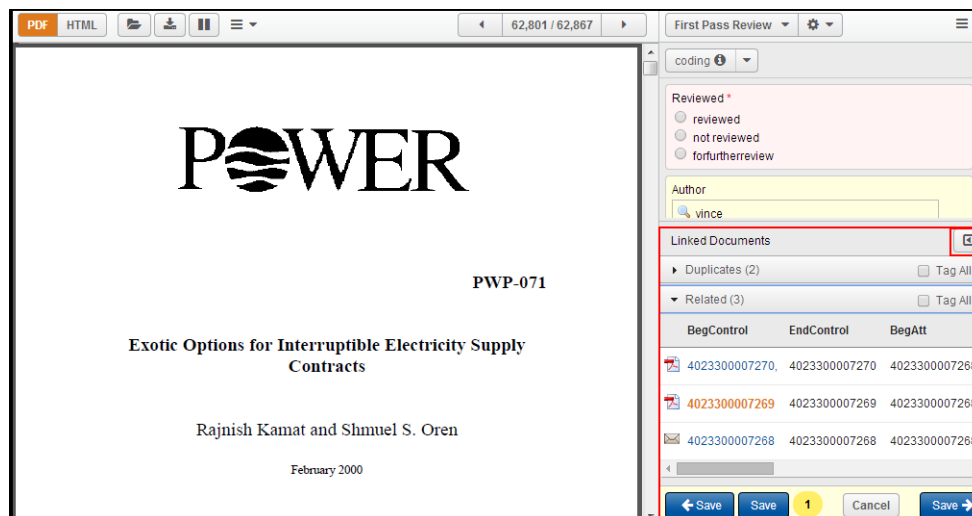 PDF HTML 62,801 / 62,867 First Pass Review
coding
Reviewed *
reviewed
not reviewed
forfurtherreview
Author
vince
POWER
PWP-071
Exotic Options for Interruptible Electricity Supply
Contracts
Rajnish Kamat and Shmuel S. Oren
February 2000
Linked Documents
Duplicates (2) Tag All
Related (3) Tag All
BegControl EndControl BegAtt
4023300007270, 4023300007270 4023300007268
4023300007269 4023300007269 4023300007268
4023300007268 4023300007268 4023300007268
Save Save 1 Cancel Save